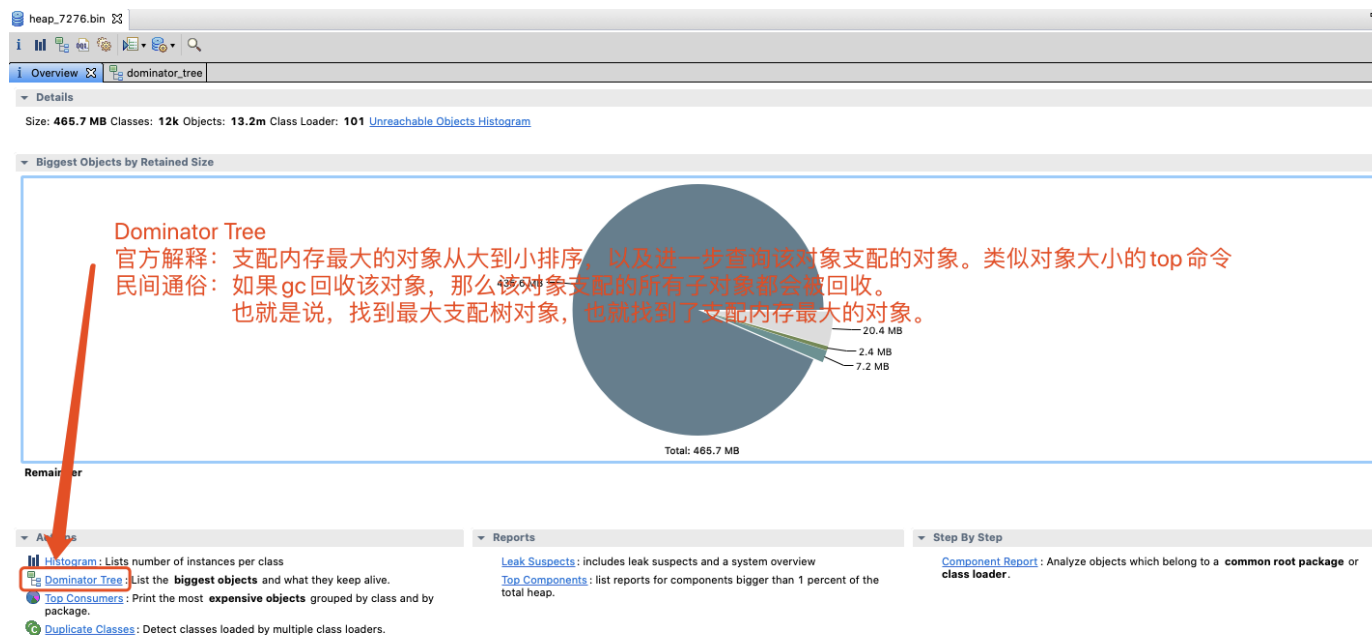 heap_7276.bin
Overview
dominator_tree
Details
Size: 465.7 MB Classes: 12k Objects: 13.2m Class Loader: 101 Unreachable Objects Histogram
Biggest Objects by Retained Size
Dominator Tree
官方解释：支配内存最大的对象从大到小排序，以及进一步查询该对象支配的对象。类似对象大小的top命令
民间通俗：如果gc回收该对象，那么该对象支配的所有子对象都会被回收。
也就是说，找到最大支配树对象，也就找到了支配内存最大的对象。
435.6 MB
20.4 MB
2.4 MB
7.2 MB
Total: 465.7 MB
Remainder
Actions
Histogram : Lists number of instances per class
Dominator Tree : List the biggest objects and what they keep alive.
Top Consumers : Print the most expensive objects grouped by class and by
package.
Duplicate Classes : Detect classes loaded by multiple class loaders.
Reports
Leak Suspects : includes leak suspects and a system overview
Top Components : list reports for components bigger than 1 percent of the
total heap.
Step By Step
Component Report : Analyze objects which belong to a common root package or
class loader.